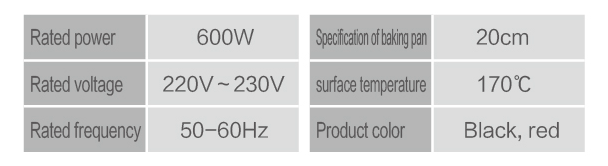 Rated power 600W Specification of baking pan 20cm
Rated voltage 220V~230V surface temperature 170℃
Rated frequency 50-60Hz Product color Black, red